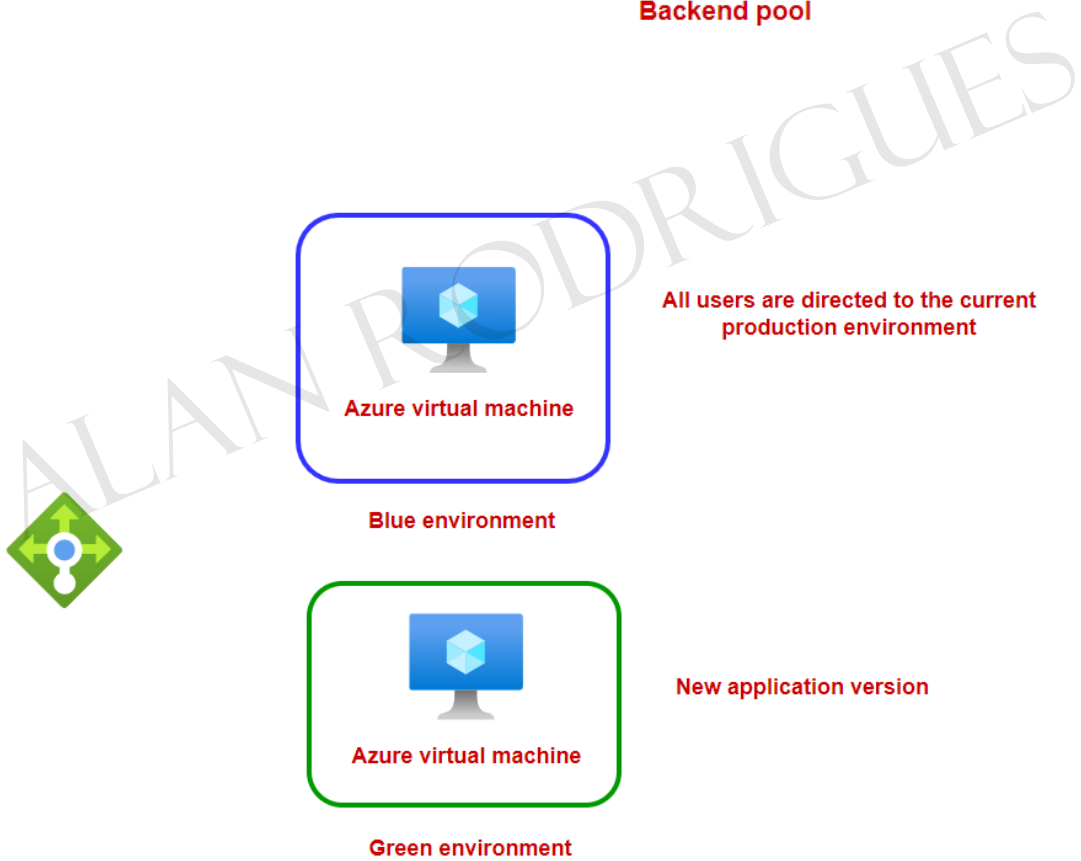 Backend pool
ALAN RODRIGUES
All users are directed to the current
production environment
Azure virtual machine
Blue environment
New application version
Azure virtual machine
Green environment